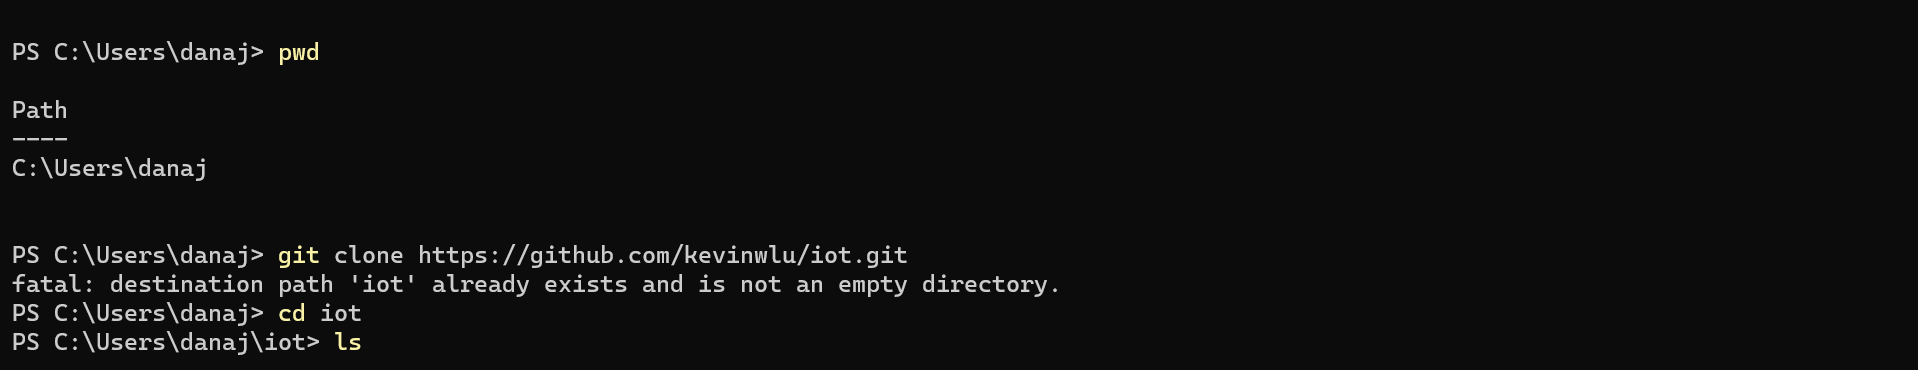 PS C:\Users\danaj> pwd
Path
----
C:\Users\danaj
PS C:\Users\danaj> git clone https://github.com/kevinwlu/iot.git
fatal: destination path 'iot' already exists and is not an empty directory.
PS C:\Users\danaj> cd iot
PS C:\Users\danaj\iot> ls